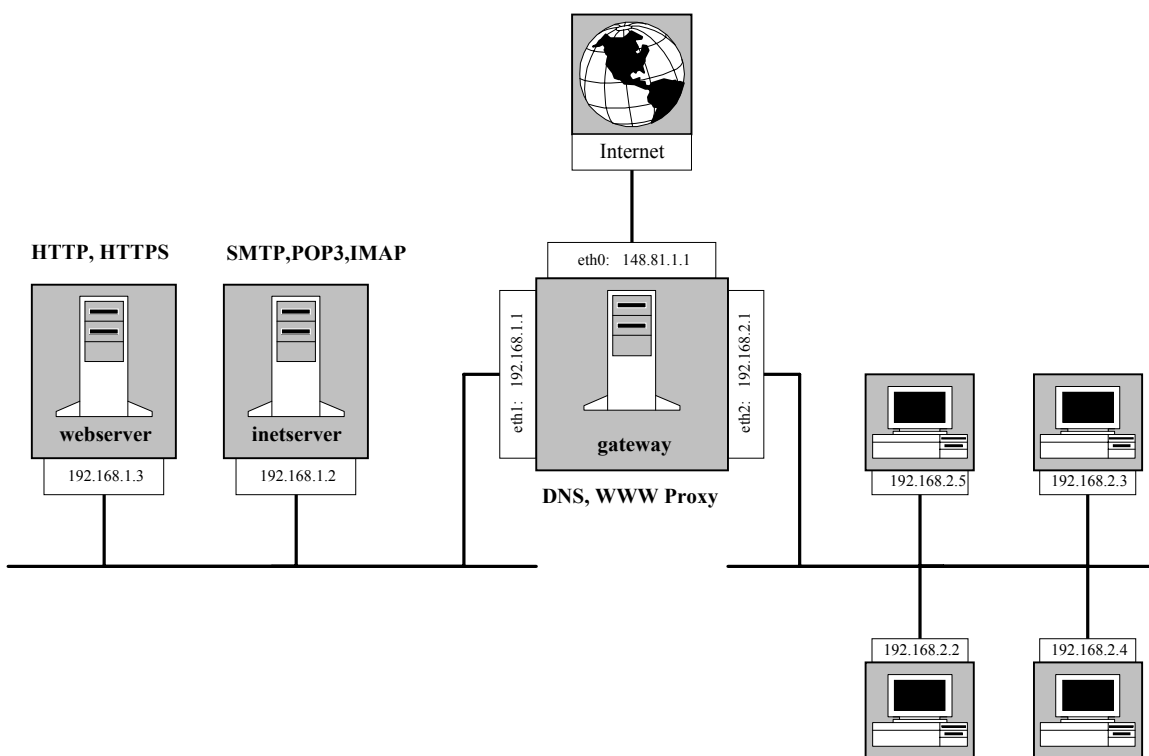 Internet
HTTP, HTTPS
SMTP,POP3,IMAP
eth0: 148.81.1.1
eth1: 192.168.1.1
eth2: 192.168.2.1
webserver
inetserver
gateway
192.168.1.3
192.168.1.2
DNS, WWW Proxy
192.168.2.5
192.168.2.3
192.168.2.2
192.168.2.4